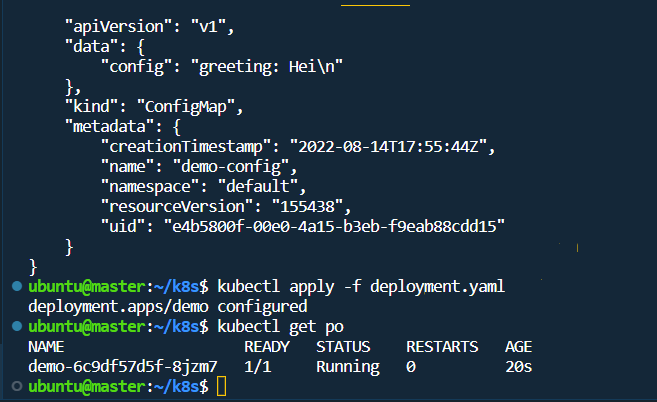 "apiVersion": "v1",
"data": {
"config": "greeting: Hei\n"
},
"kind": "ConfigMap",
"metadata": {
"creationTimestamp": "2022-08-14T17:55:44Z",
"name": "demo-config",
"namespace": "default",
"resourceVersion": "155438",
"uid": "e4b5800f-00e0-4a15-b3eb-f9eab88cdd15"
}
}
ubuntu@master:~/k8s$ kubectl apply -f deployment.yaml
deployment.apps/demo configured
ubuntu@master:~/k8s$ kubectl get po
NAME READY STATUS RESTARTS AGE
demo-6c9df57d5f-8jzm7 1/1 Running 0 20s
ubuntu@master:~/k8s$